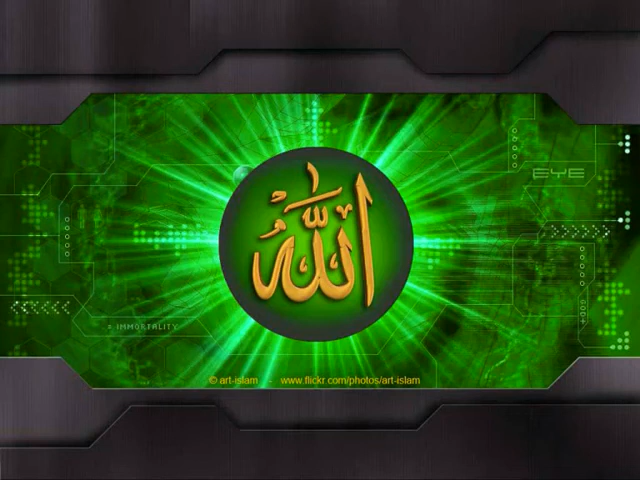 EYE
الله
= IMMORTALITY
© art-islam - www.flickr.com/photos/art-islam